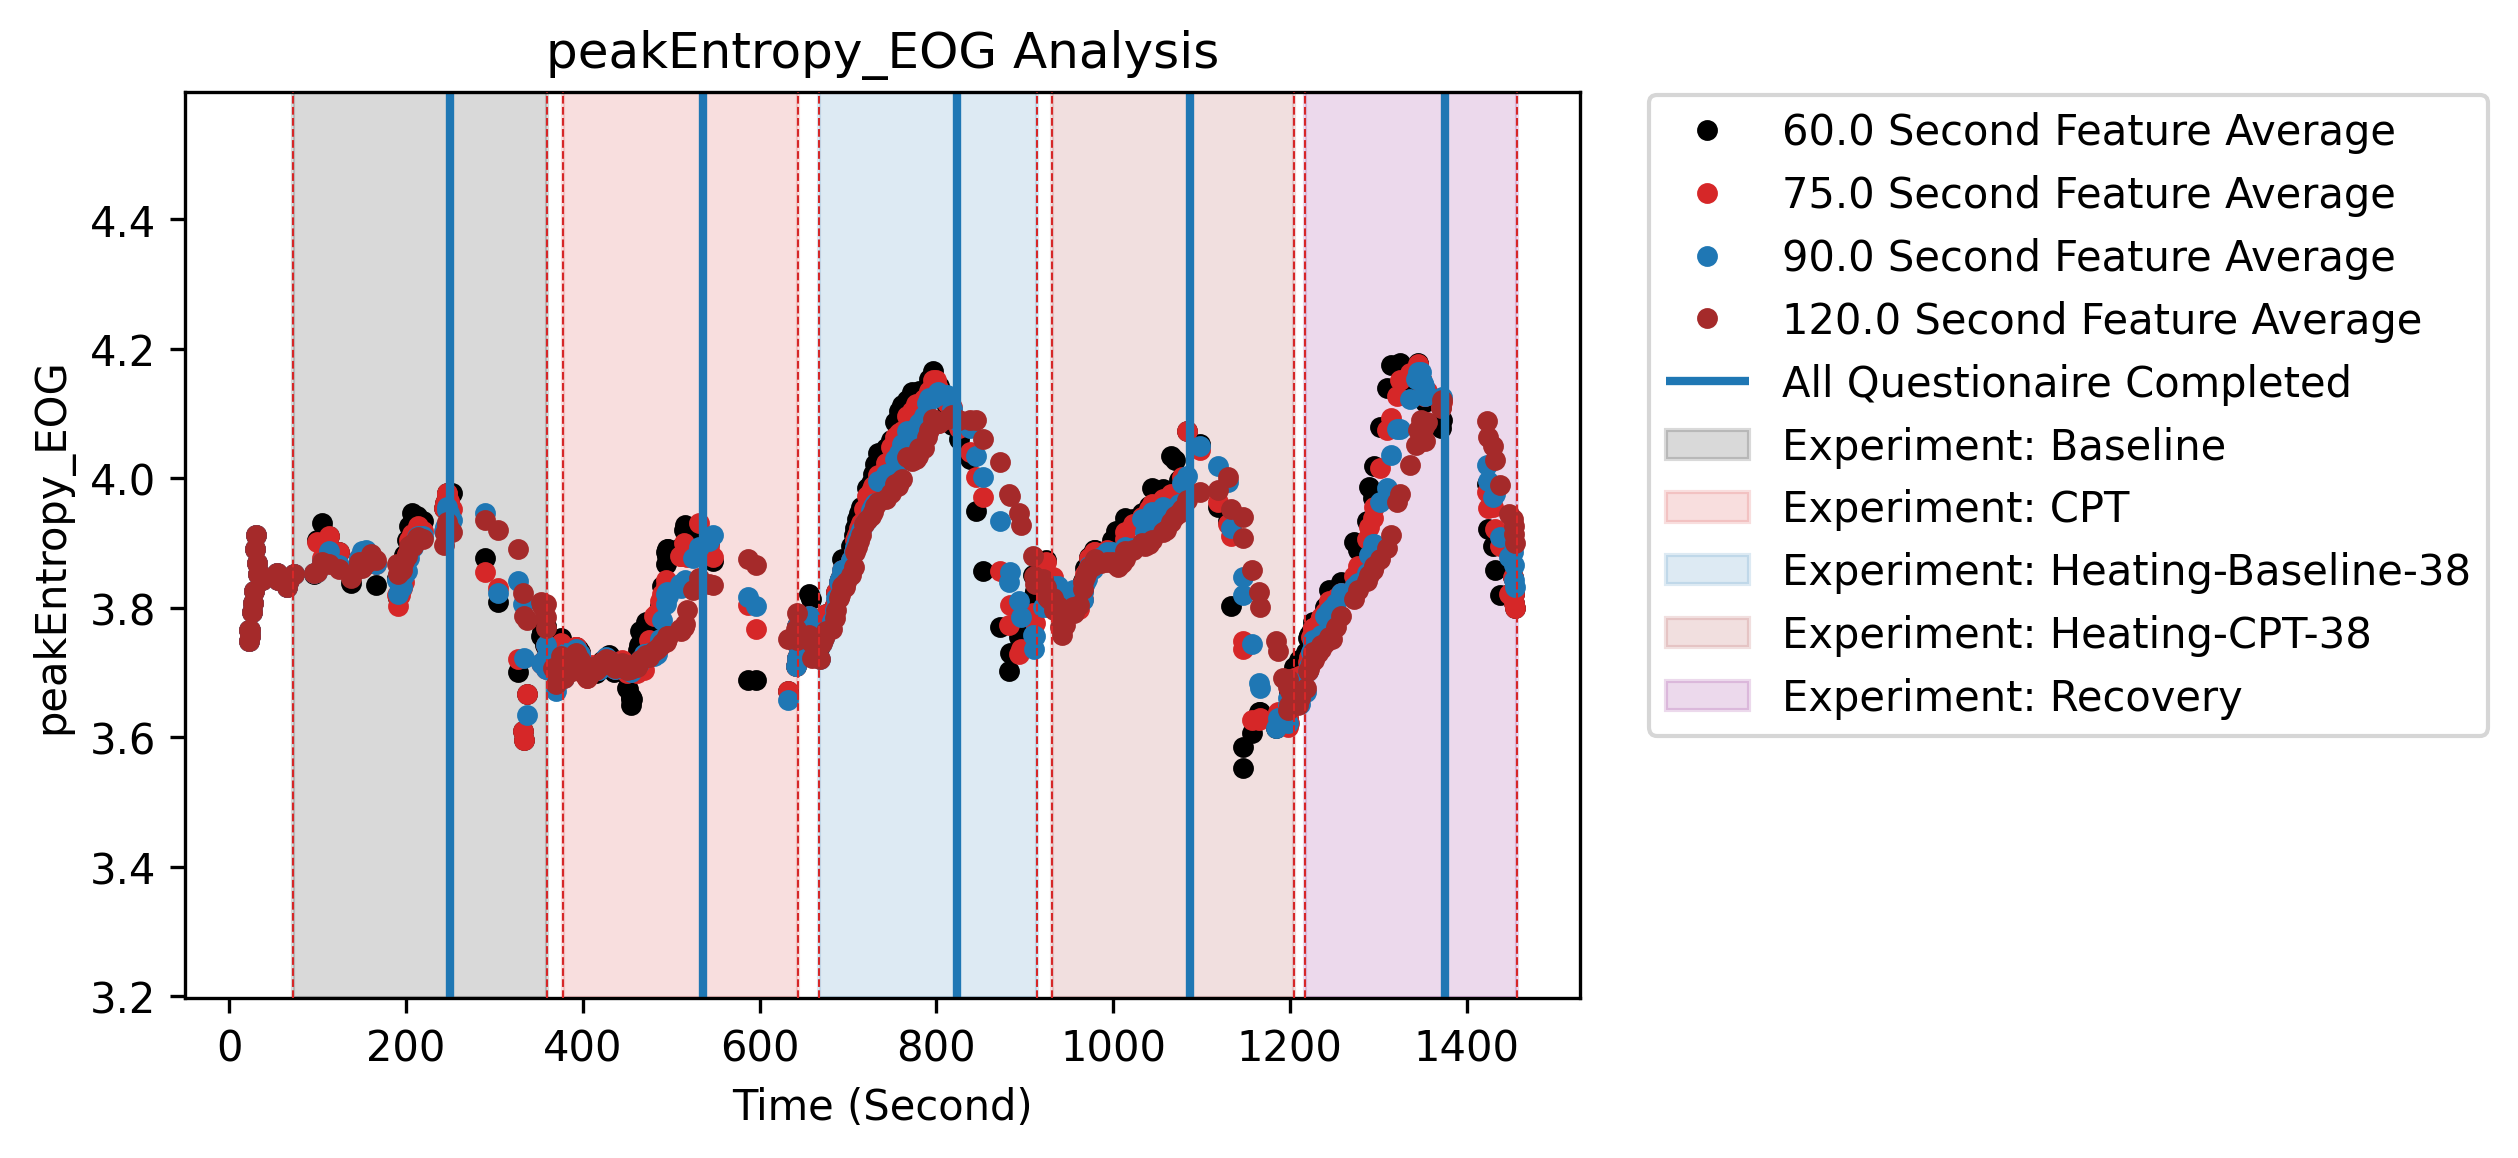 peakEntropy_EOG Analysis
peakEntropy_EOG
4.4
4.2
4.0
3.8
3.6
3.4
3.2
0 200 400 600 800 1000 1200 1400
Time (Second)
60.0 Second Feature Average
75.0 Second Feature Average
90.0 Second Feature Average
120.0 Second Feature Average
All Questionaire Completed
Experiment: Baseline
Experiment: CPT
Experiment: Heating-Baseline-38
Experiment: Heating-CPT-38
Experiment: Recovery